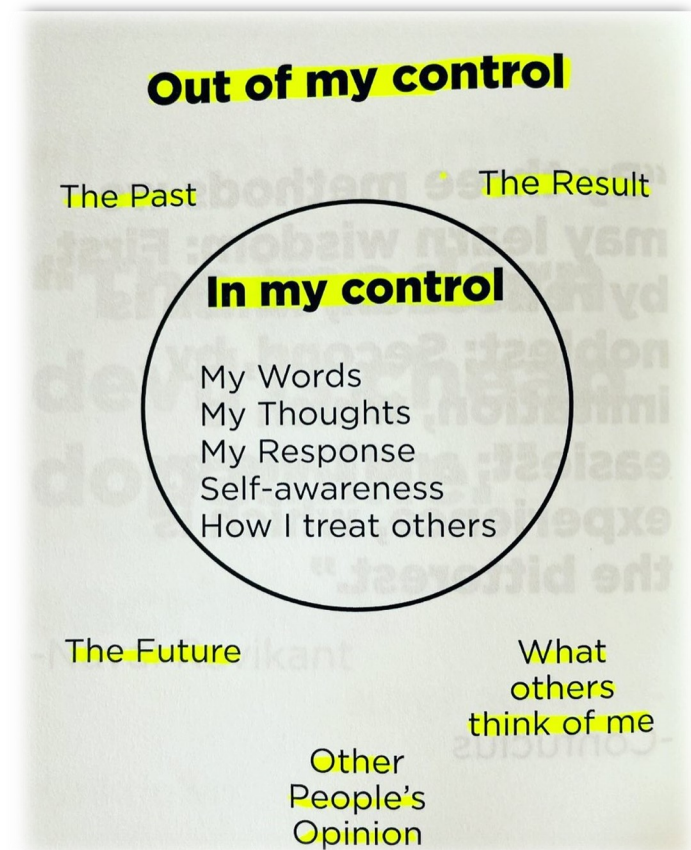 Out of my control
The Past
The Result
In my control
My Words
My Thoughts
My Response
Self-awareness
How I treat others
The Future
What
others
think of me
Other
People's
Opinion